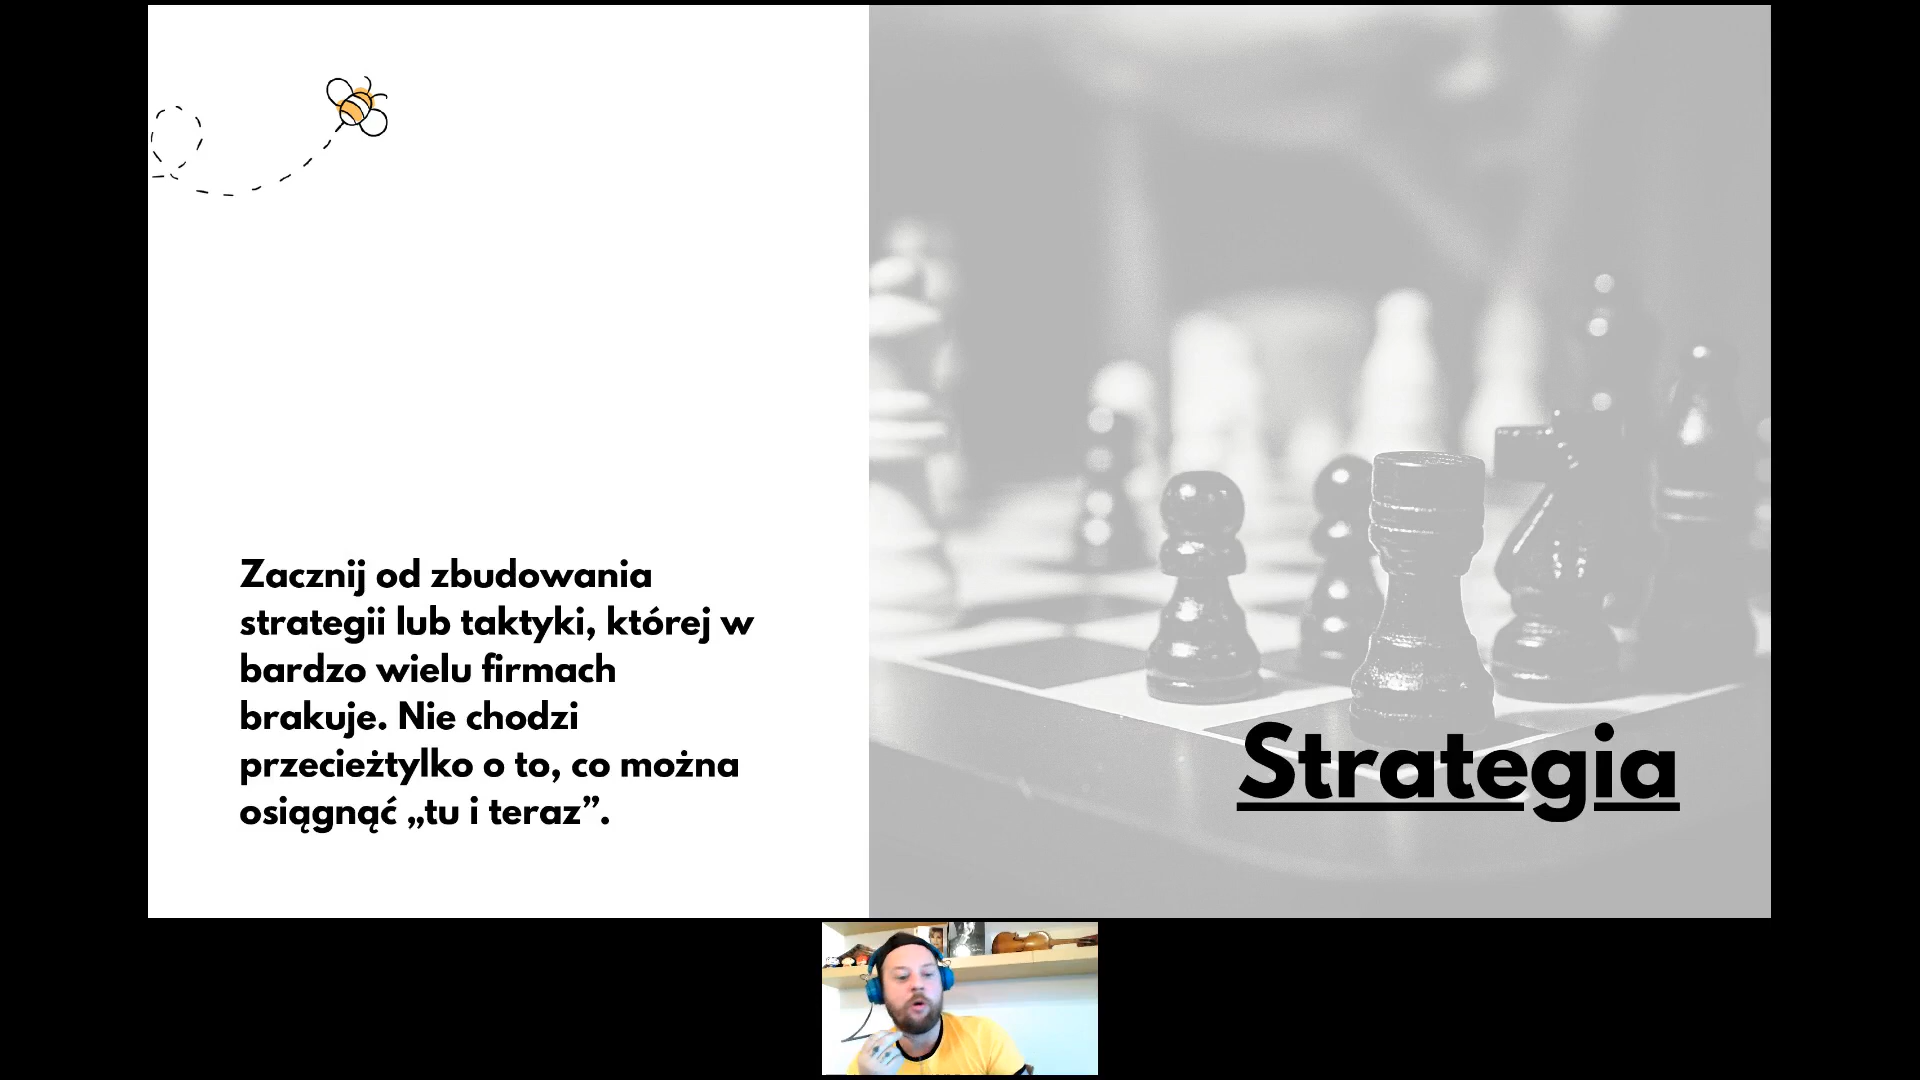 Zacznij od zbudowania
strategii lub taktyki, której w
bardzo wielu firmach
brakuje. Nie chodzi
przecieżtylko o to, co można
osiągnąć „tu i teraz”.
Strategia